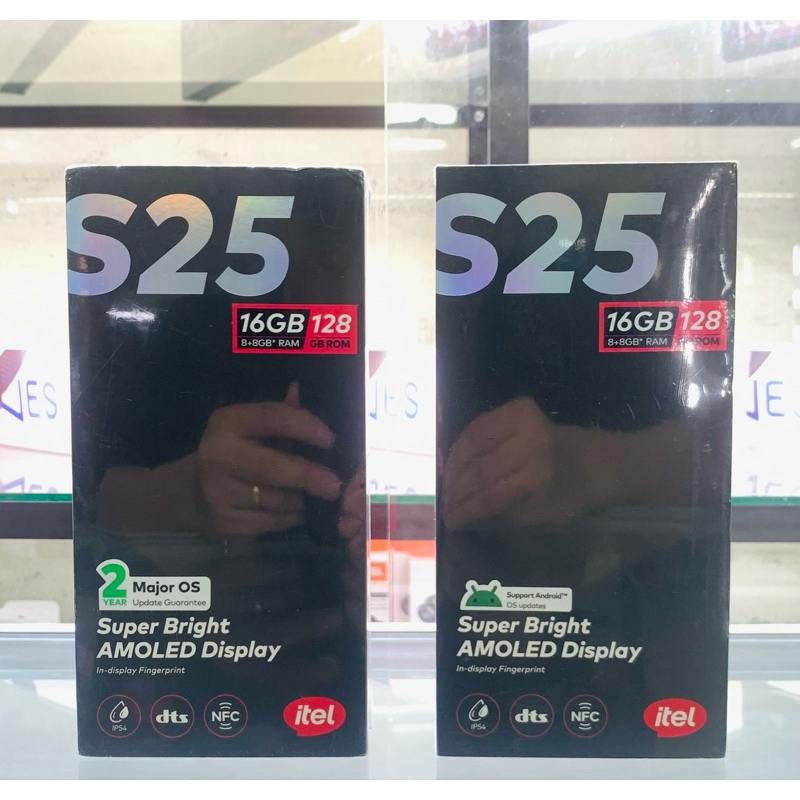 S25
16GB 128
8+8GB* RAM GB ROM
2 YEAR
Major OS
Update Guarantee
Super Bright
AMOLED Display
In-display Fingerprint
IP54
dts
NFC
itel
S25
16GB 128
8+8GB* RAM GB ROM
Support Android™
OS updates
Super Bright
AMOLED Display
In-display Fingerprint
IP54
dts
NFC
itel
JBL